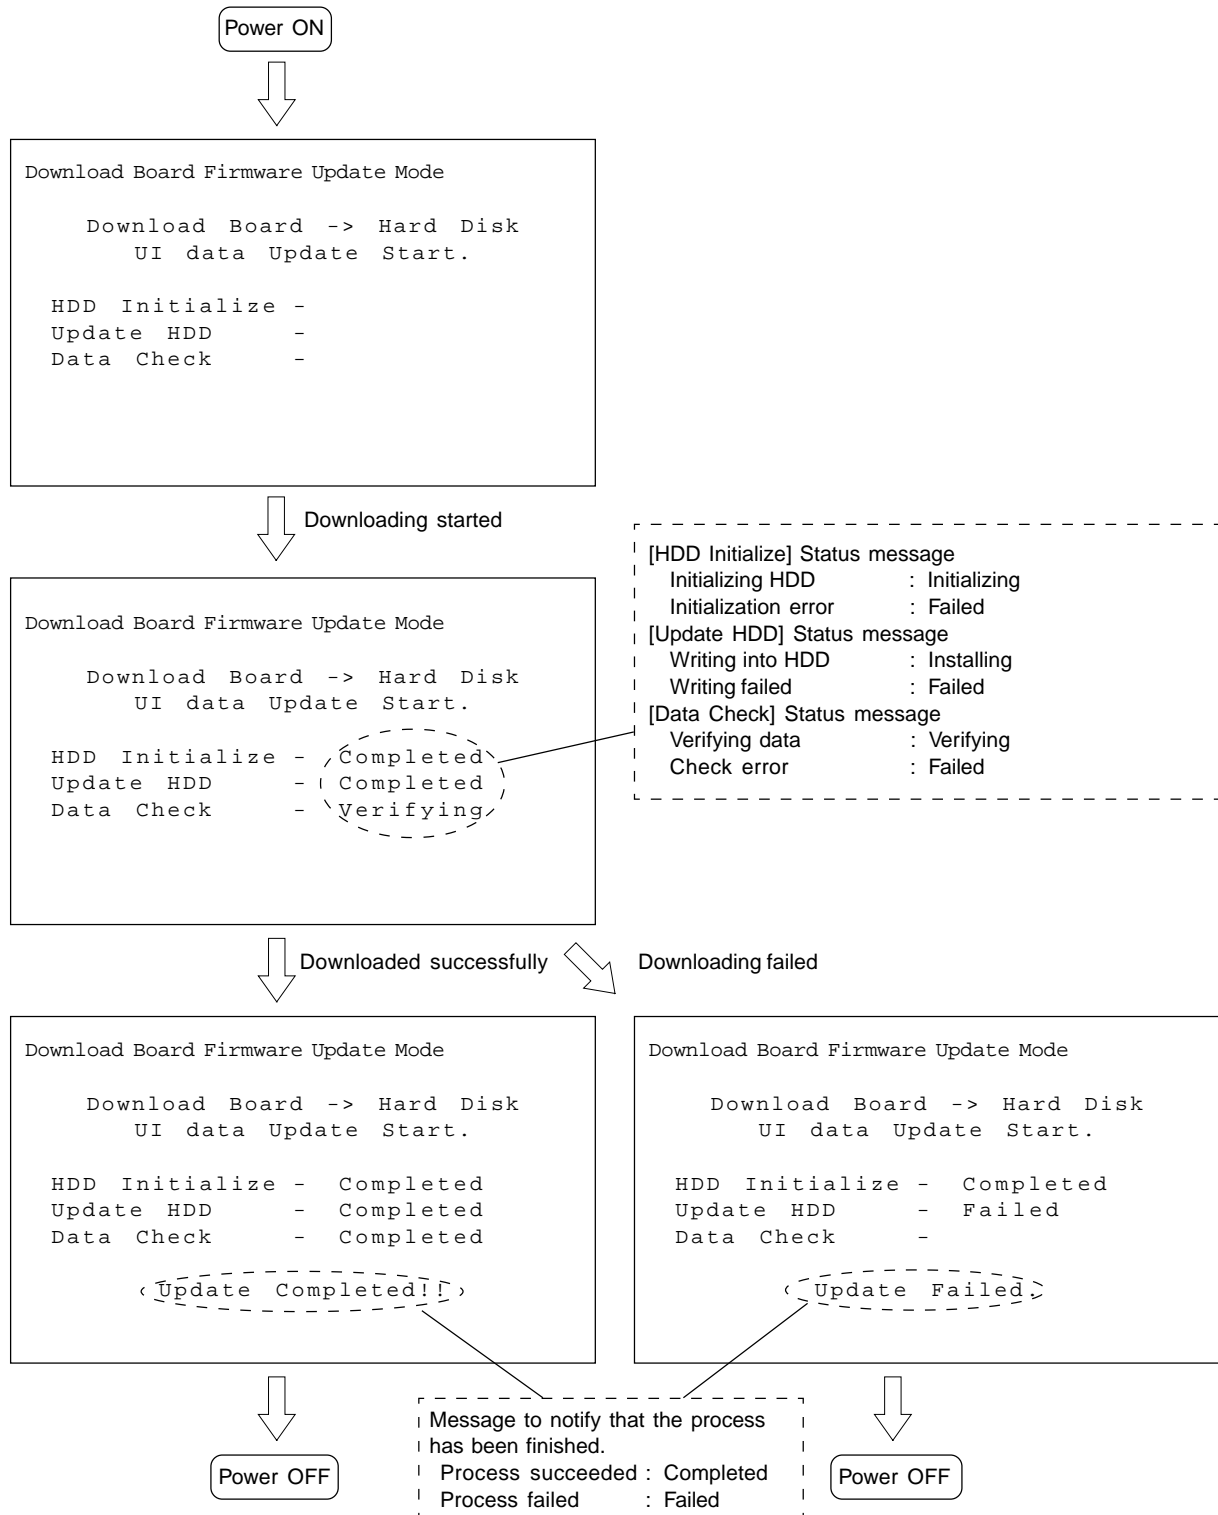 Power ON
Download Board Firmware Update Mode
Download Board -> Hard Disk
UI data Update Start.
HDD Initialize -
Update HDD -
Data Check -
Downloading started
Download Board Firmware Update Mode
Download Board -> Hard Disk
UI data Update Start.
HDD Initialize - Completed
Update HDD - Completed
Data Check - Verifying
[HDD Initialize] Status message
Initializing HDD : Initializing
Initialization error : Failed
[Update HDD] Status message
Writing into HDD : Installing
Writing failed : Failed
[Data Check] Status message
Verifying data : Verifying
Check error : Failed
Downloaded successfully
Downloading failed
Download Board Firmware Update Mode
Download Board -> Hard Disk
UI data Update Start.
HDD Initialize - Completed
Update HDD - Completed
Data Check - Completed
Update Completed!!
Download Board Firmware Update Mode
Download Board -> Hard Disk
UI data Update Start.
HDD Initialize - Completed
Update HDD - Failed
Data Check -
Update Failed.
Message to notify that the process
has been finished.
Process succeeded : Completed
Process failed : Failed
Power OFF
Power OFF